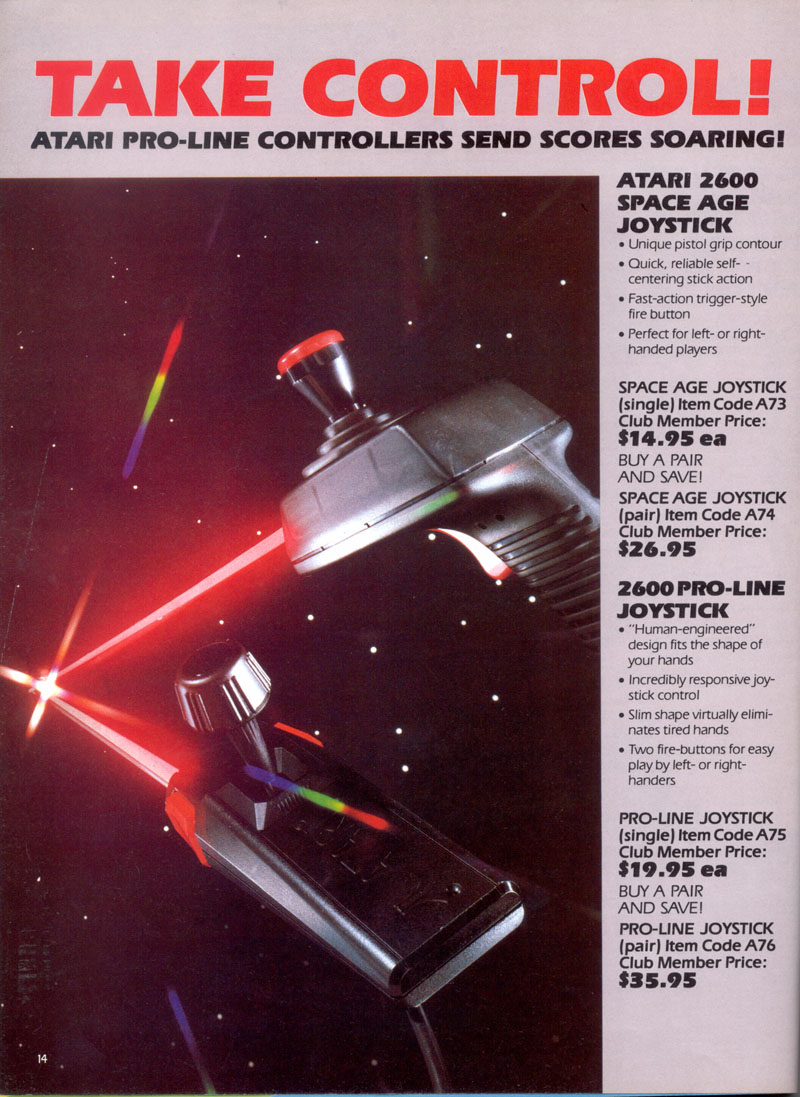 TAKE CONTROL!
ATARI PRO-LINE CONTROLLERS SEND SCORES SOARING!
ATARI 2600
SPACE AGE
JOYSTICK
• Unique pistol grip contour
• Quick, reliable self-
centering stick action
• Fast-action trigger-style
fire button
• Perfect for left- or right-
handed players
SPACE AGE JOYSTICK
(single) Item Code A73
Club Member Price:
$14.95 ea
BUY A PAIR
AND SAVE!
SPACE AGE JOYSTICK
(pair) Item Code A74
Club Member Price:
$26.95
2600 PRO-LINE
JOYSTICK
• "Human-engineered"
design fits the shape of
your hands
• Incredibly responsive joy-
stick control
• Slim shape virtually elimi-
nates tired hands
• Two fire-buttons for easy
play by left- or right-
handers
PRO-LINE JOYSTICK
(single) Item Code A75
Club Member Price:
$19.95 ea
BUY A PAIR
AND SAVE!
PRO-LINE JOYSTICK
(pair) Item Code A76
Club Member Price:
$35.95
14